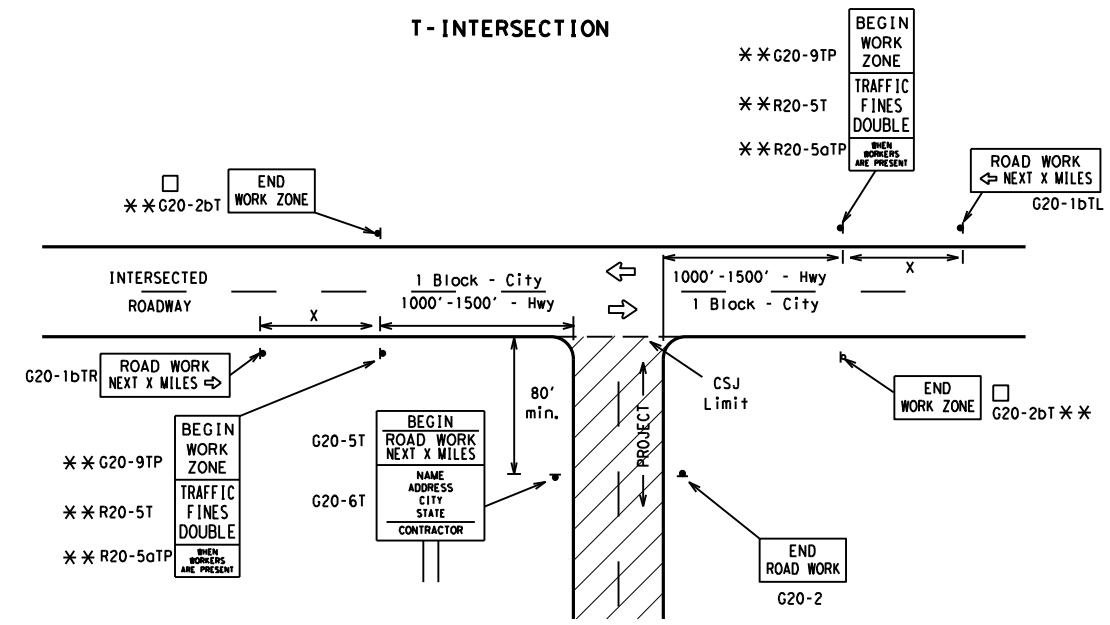 T-INTERSECTION
BEGIN
WORK
ZONE
TRAFFIC
FINES
DOUBLE
WHEN
WORKERS
ARE PRESENT
**G20-9TP
**R20-5T
**R20-5aTP
ROAD WORK
⇦ NEXT X MILES
G20-1bTL
□
**G20-2bT
END
WORK ZONE
INTERSECTED
ROADWAY
1 Block - City
1000'-1500' - Hwy
1000'-1500' - Hwy
1 Block - City
X
X
G20-1bTR
ROAD WORK
NEXT X MILES ⇨
80'
min.
PROJECT
CSJ
Limit
END
WORK ZONE
□
G20-2bT **
BEGIN
WORK
ZONE
TRAFFIC
FINES
DOUBLE
WHEN
WORKERS
ARE PRESENT
**G20-9TP
**R20-5T
**R20-5aTP
G20-5T
G20-6T
BEGIN
ROAD WORK
NEXT X MILES
NAME
ADDRESS
CITY
STATE
CONTRACTOR
END
ROAD WORK
G20-2